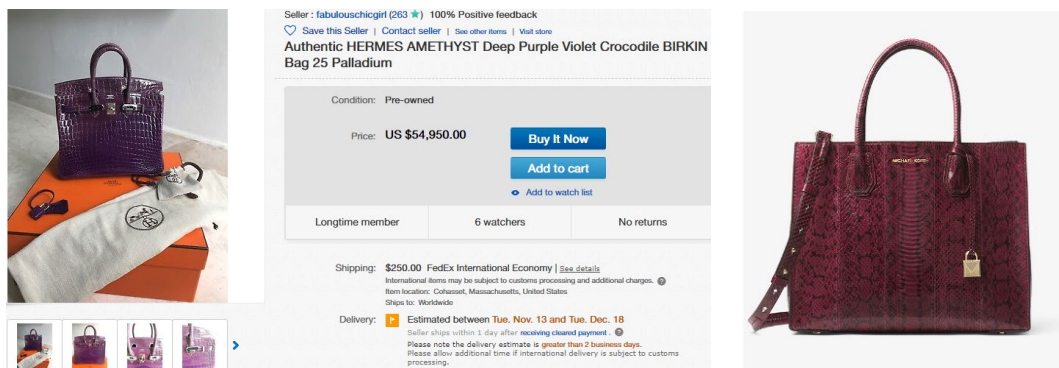 Seller : fabulouschicgirl (263 ★) 100% Positive feedback
Save this Seller | Contact seller | See other items | Visit store
Authentic HERMES AMETHYST Deep Purple Violet Crocodile BIRKIN
Bag 25 Palladium
Condition: Pre-owned
Price: US $54,950.00
Buy It Now
Add to cart
Add to watch list
Longtime member
6 watchers
No returns
Shipping: $250.00 FedEx International Economy | See details
International items may be subject to customs processing and additional charges.
Item location: Cohasset, Massachusetts, United States
Ships to: Worldwide
Delivery: Estimated between Tue. Nov. 13 and Tue. Dec. 18
Seller ships within 1 day after receiving cleared payment .
Please note the delivery estimate is greater than 2 business days.
Please allow additional time if international delivery is subject to customs
processing.
MICHAEL KORS